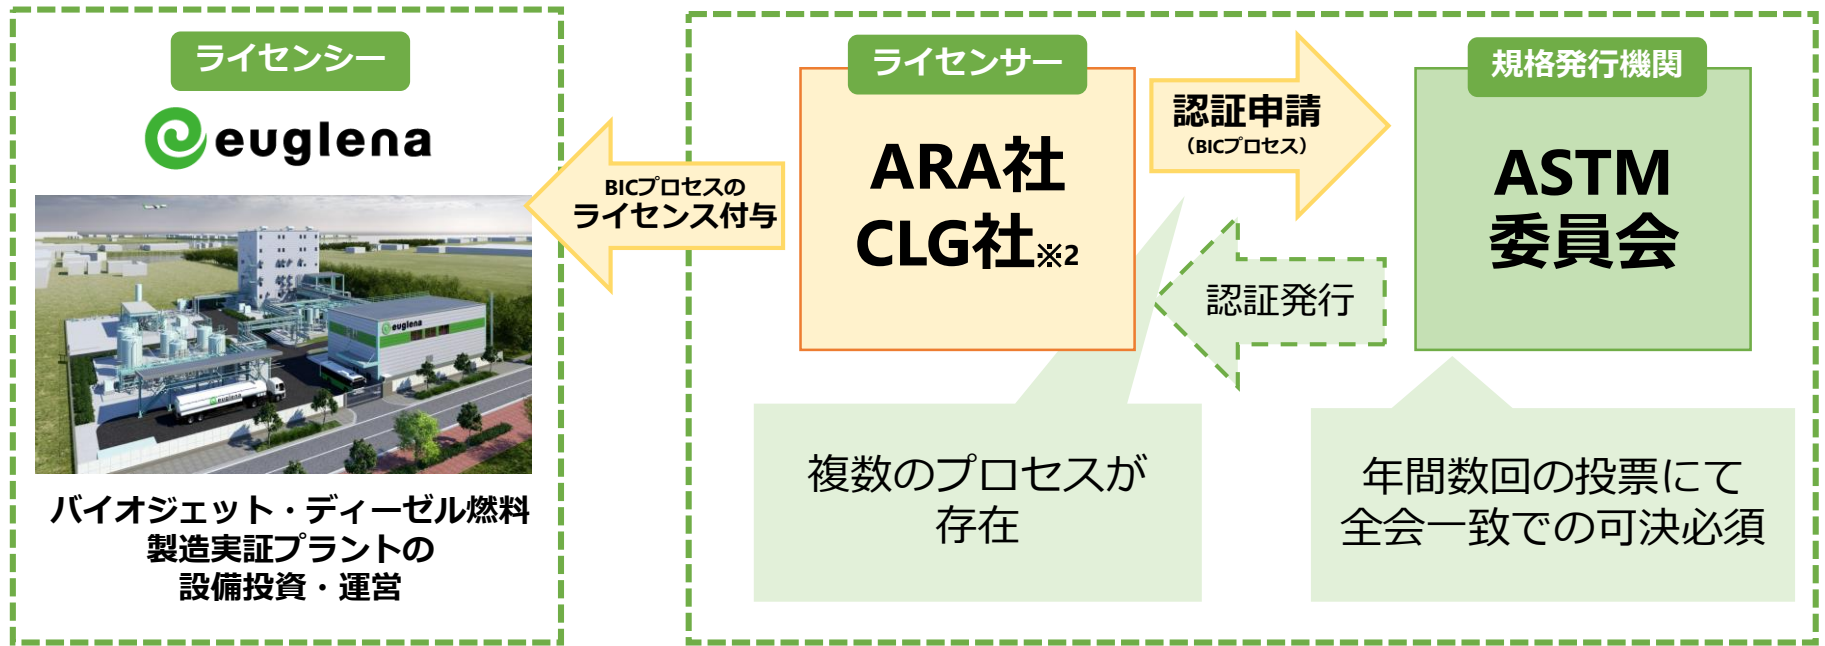 ライセンシー
euglena
euglena
euglena
バイオジェット・ディーゼル燃料
製造実証プラントの
設備投資・運営
BICプロセスの
ライセンス付与
ライセンサー
ARA社
CLG社※2
認証申請
（BICプロセス）
認証発行
規格発行機関
ASTM
委員会
複数のプロセスが
存在
年間数回の投票にて
全会一致での可決必須